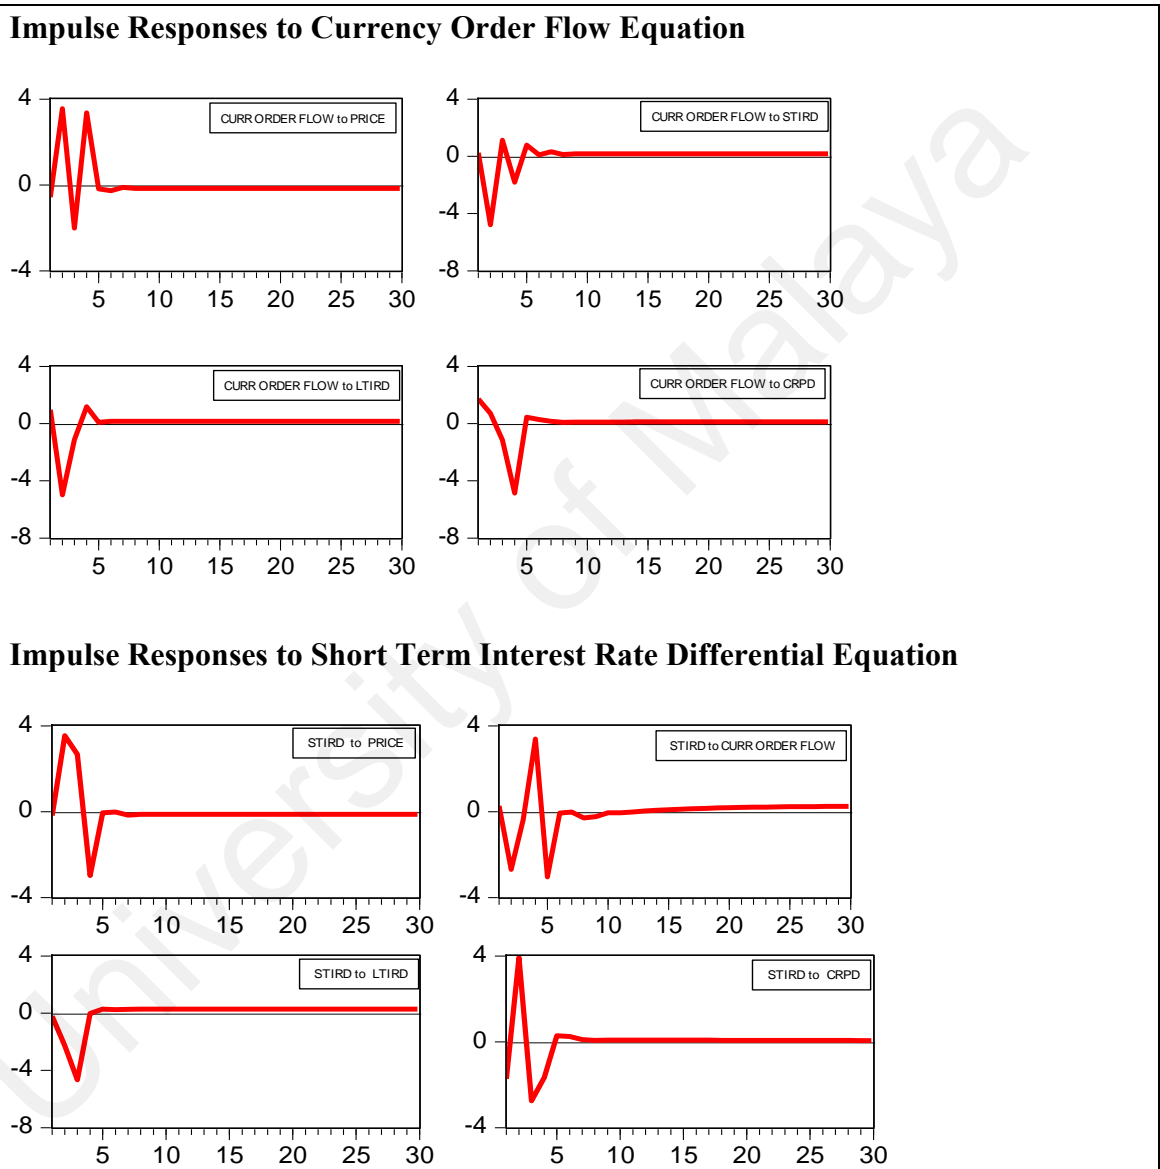 Impulse Responses to Currency Order Flow Equation
4
0
-4
CURR ORDER FLOW to PRICE
5 10 15 20 25 30
4
0
-4
-8
CURR ORDER FLOW to STIRD
5 10 15 20 25 30
4
0
-4
-8
CURR ORDER FLOW to LTIRD
5 10 15 20 25 30
4
0
-4
-8
CURR ORDER FLOW to CRPD
5 10 15 20 25 30
Impulse Responses to Short Term Interest Rate Differential Equation
4
0
-4
STIRD to PRICE
5 10 15 20 25 30
4
0
-4
STIRD to CURR ORDER FLOW
5 10 15 20 25 30
4
0
-4
-8
STIRD to LTIRD
5 10 15 20 25 30
4
0
-4
STIRD to CRPD
5 10 15 20 25 30
University of Malaya